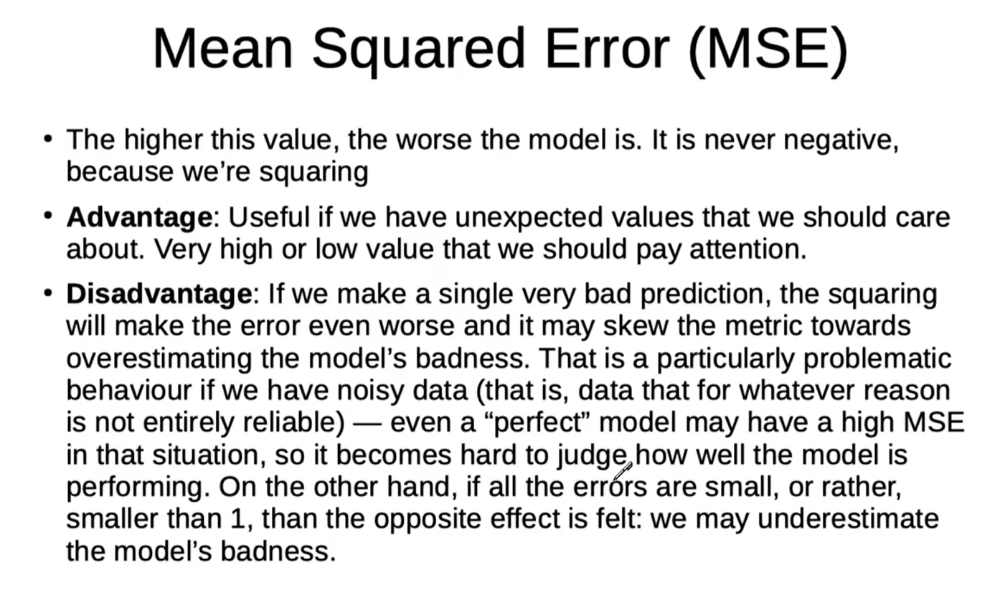 Mean Squared Error (MSE)
• The higher this value, the worse the model is. It is never negative,
because we’re squaring
• Advantage: Useful if we have unexpected values that we should care
about. Very high or low value that we should pay attention.
• Disadvantage: If we make a single very bad prediction, the squaring
will make the error even worse and it may skew the metric towards
overestimating the model’s badness. That is a particularly problematic
behaviour if we have noisy data (that is, data that for whatever reason
is not entirely reliable) — even a “perfect” model may have a high MSE
in that situation, so it becomes hard to judge how well the model is
performing. On the other hand, if all the errors are small, or rather,
smaller than 1, than the opposite effect is felt: we may underestimate
the model’s badness.